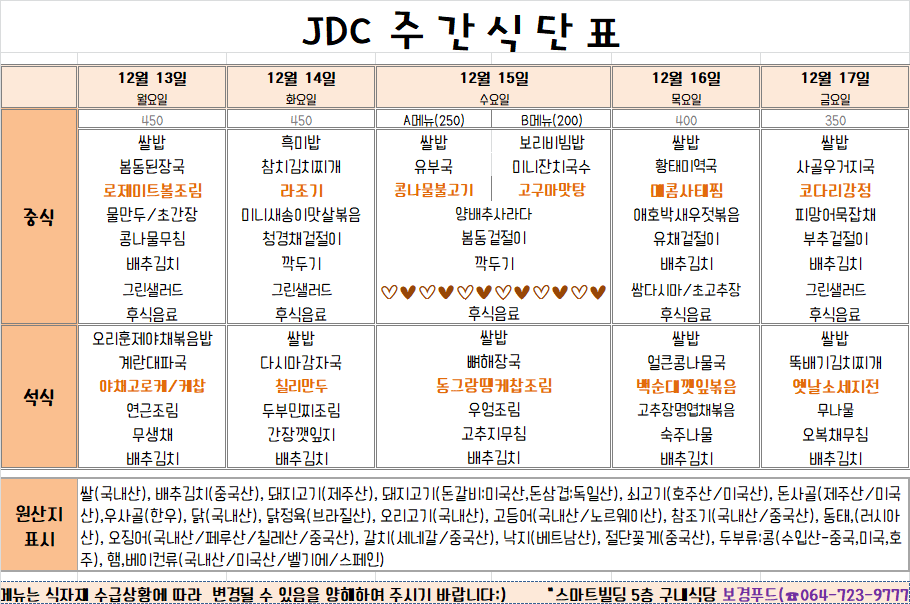 JDC 주간식단표
12월 13일 12월 14일 12월 15일 12월 16일 12월 17일
월요일 화요일 수요일 목요일 금요일
450 450 A메뉴(250) B메뉴(200) 400 350
중식
쌀밥 흑미밥 쌀밥 보리비빔밥 쌀밥 쌀밥
봄동된장국 참치김치찌개 유부국 미니잔치국수 황태미역국 사골우거지국
로제미트볼조림 라조기 콩나물불고기 고구마맛탕 매콤사태찜 코다리강정
물만두/초간장 미니새송이맛살볶음 양배추사라다 애호박새우젓볶음 피망어묵잡채
콩나물무침 청경채겉절이 봄동겉절이 유채겉절이 부추겉절이
배추김치 깍두기 깍두기 배추김치 배추김치
그린샐러드 그린샐러드 ♡♥♡♥♡♥♡♥♡♥♡♥ 쌈다시마/초고추장 그린샐러드
후식음료 후식음료 후식음료 후식음료 후식음료
석식
오리훈제야채볶음밥 쌀밥 쌀밥 쌀밥 쌀밥
계란대파국 다시마감자국 뼈해장국 얼큰콩나물국 뚝배기김치찌개
야채고로케/케찹 칠리만두 동그랑땡케찹조림 백순대깻잎볶음 옛날소세지전
연근조림 두부민찌조림 우엉조림 고추장명엽채볶음 무나물
무생채 간장깻잎지 고추지무침 숙주나물 오복채무침
배추김치 배추김치 배추김치 배추김치 배추김치
원산지
표시
쌀(국내산), 배추김치(중국산), 돼지고기(제주산), 돼지고기(돈갈비:미국산,돈삼겹:독일산), 쇠고기(호주산/미국산), 돈사골(제주산/미국
산),우사골(한우), 닭(국내산), 닭정육(브라질산), 오리고기(국내산), 고등어(국내산/노르웨이산), 참조기(국내산/중국산), 동태,(러시아
산), 오징어(국내산/페루산/칠레산/중국산), 갈치(세네갈/중국산), 낙지(베트남산), 절단꽃게(중국산), 두부류:콩(수입산-중국,미국,호
주), 햄,베이컨류(국내산/미국산/벨기에/스페인)
메뉴는 식자재 수급상황에 따라 변경될 수 있음을 양해하여 주시기 바랍니다:) *스마트빌딩 5층 구내식당 보경푸드(☎064-723-9777